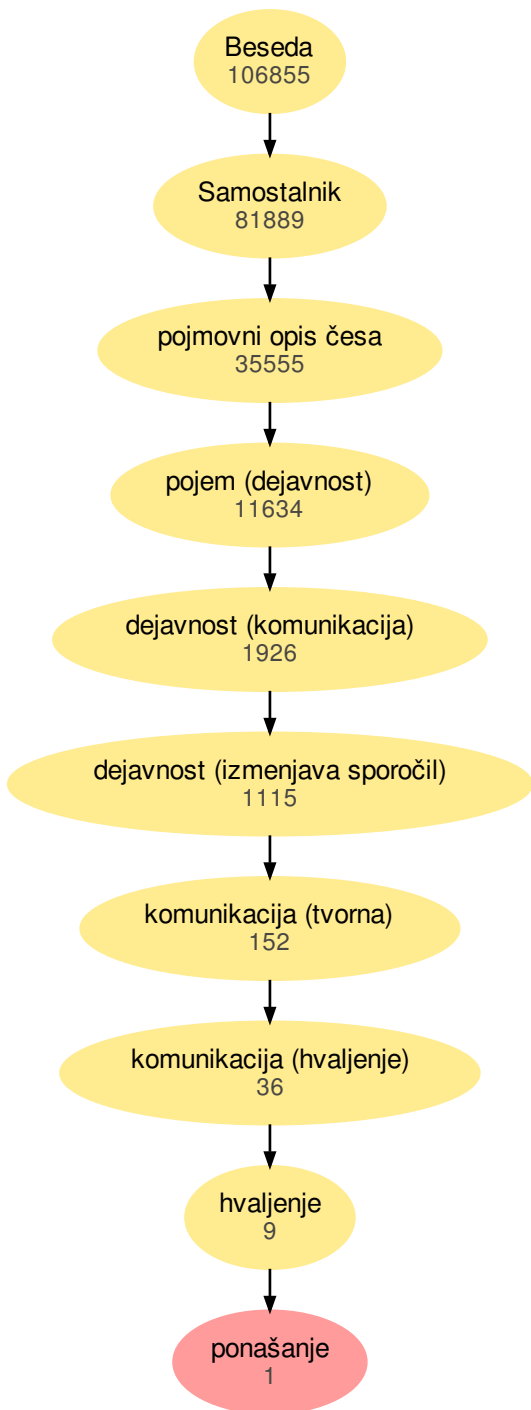 Beseda
106855
Samostalnik
81889
pojmovni opis česa
35555
pojem (dejavnost)
11634
dejavnost (komunikacija)
1926
dejavnost (izmenjava sporočil)
1115
komunikacija (tvorna)
152
komunikacija (hvaljenje)
36
hvaljenje
9
ponašanje
1